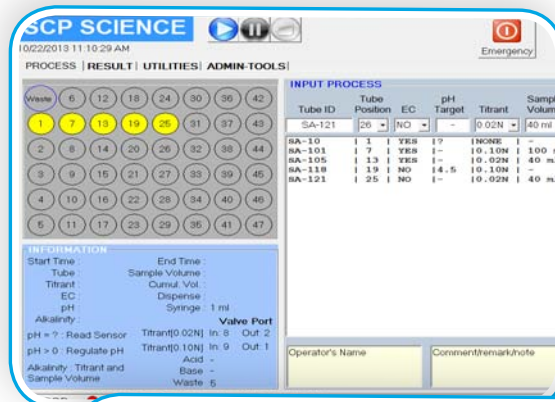 SCP SCIENCE
10/22/2013 11:10:29 AM
Emergency
PROCESS | RESULT | UTILITIES | ADMIN-TOOLS |
Waste 6 12 18 24 30 36 42
1 7 13 19 25 31 37 43
2 8 14 20 26 32 38 44
3 9 15 21 27 33 39 45
4 10 16 22 28 34 40 46
5 11 17 23 29 35 41 47
INPUT PROCESS
Tube ID Tube Position EC pH Target Titrant Sampl Volum
SA-121 26 NO - 0.02N 40 ml
SA-10 | 1 | YES |? |NONE | -
SA-101 | 7 | YES |- |0.10N | 100
SA-105 | 13 | YES |- |0.02N | 40 m
SA-118 | 19 | NO |4.5 |0.10N | -
SA-121 | 25 | NO |- |0.02N | 40 m
INFORMATION
Start Time : End Time :
Tube : Sample Volume :
Titrant : Cumul. Vol. :
EC : Dispense :
pH : Syringe : 1 ml
Alkalinity : Valve Port
pH = ? : Read Sensor Titrant[0.02N] In: 8 Out: 2
pH > 0 : Regulate pH Titrant[0.10N] In: 9 Out: 1
Alkalinity : Titrant and Sample Volume
Acid -
Base -
Waste 5
Operator's Name
Comment/remark/note